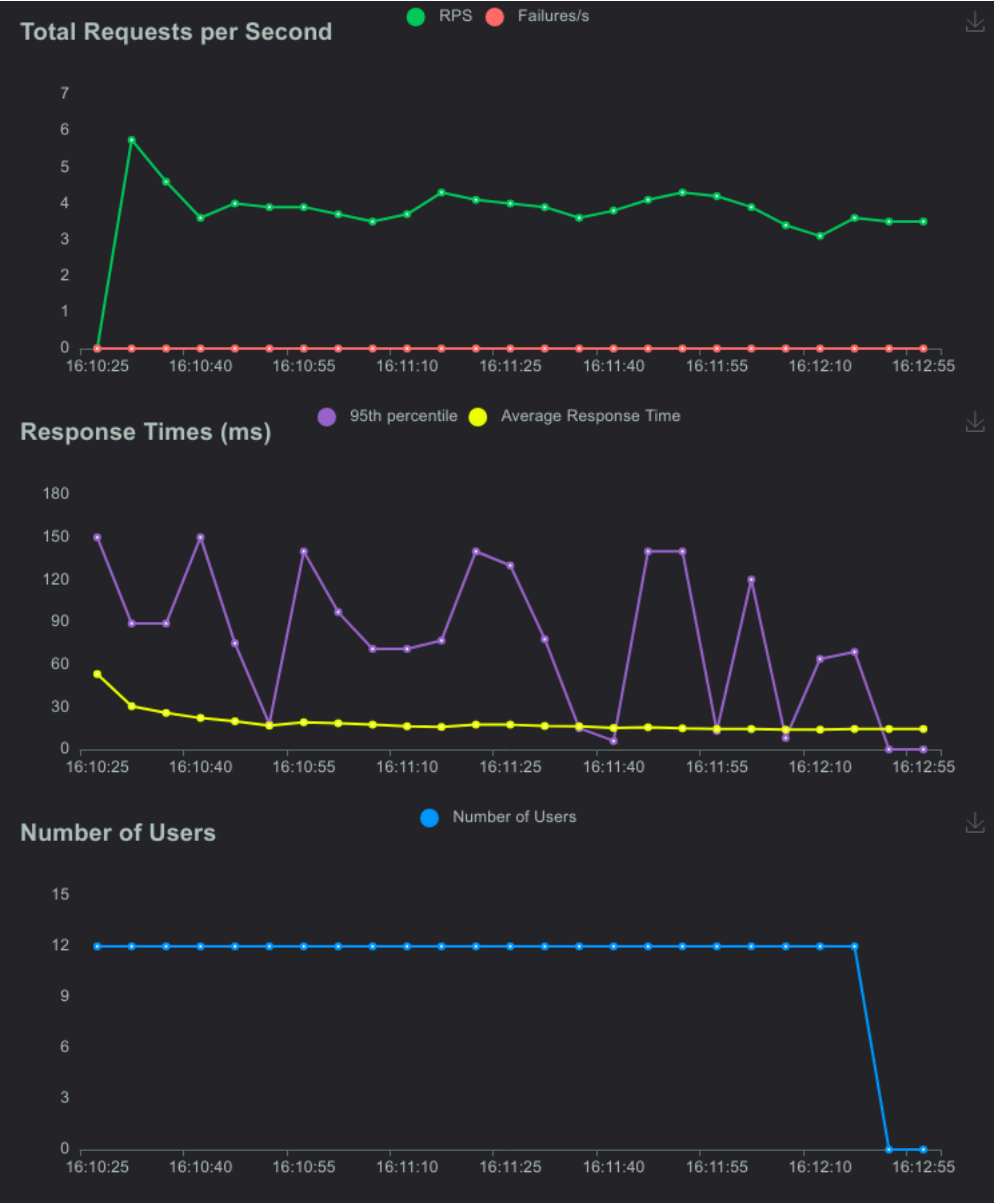 RPS Failures/s
Total Requests per Second
7
6
5
4
3
2
1
0
16:10:25 16:10:40 16:10:55 16:11:10 16:11:25 16:11:40 16:11:55 16:12:10 16:12:55
95th percentile Average Response Time
Response Times (ms)
180
150
120
90
60
30
0
16:10:25 16:10:40 16:10:55 16:11:10 16:11:25 16:11:40 16:11:55 16:12:10 16:12:55
Number of Users
Number of Users
15
12
9
6
3
0
16:10:25 16:10:40 16:10:55 16:11:10 16:11:25 16:11:40 16:11:55 16:12:10 16:12:55